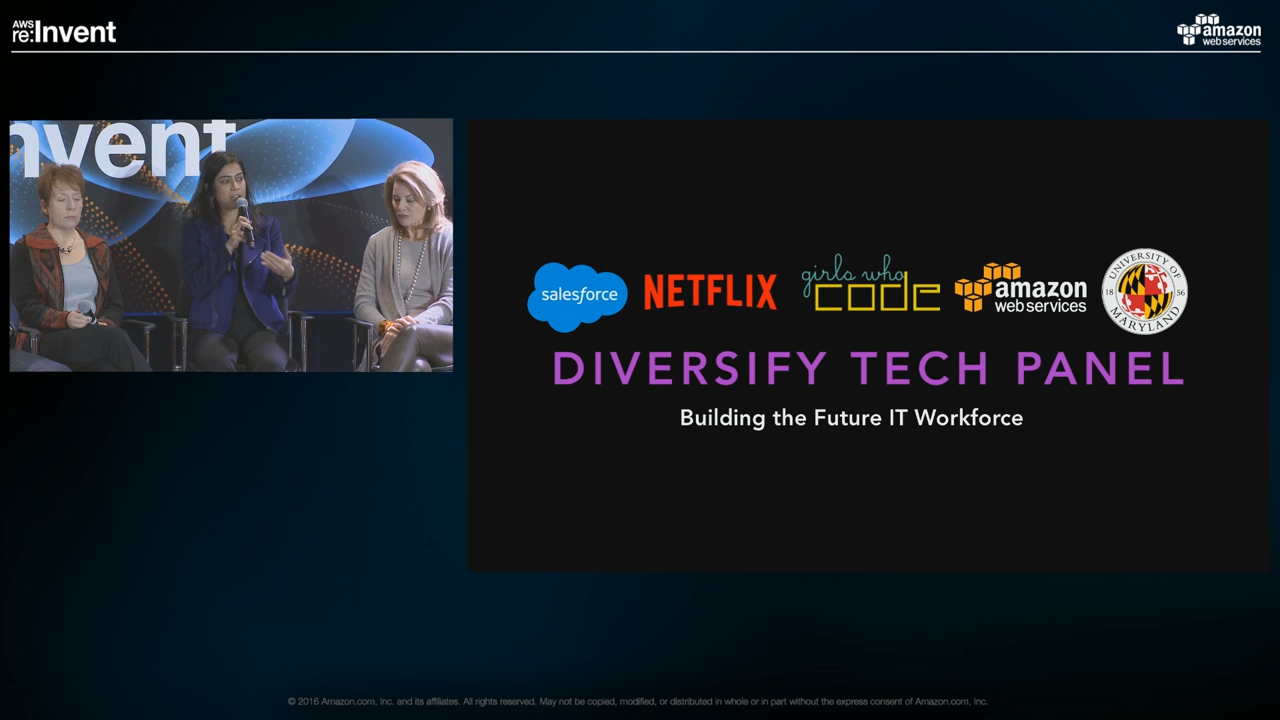 AWS
re:Invent
amazon
web services
nvent
salesforce
NETFLIX
girls who
code
amazon
web services
UNIVERSITY OF
18 56
MARYLAND
DIVERSIFY TECH PANEL
Building the Future IT Workforce
© 2016 Amazon.com, Inc. and its affiliates. All rights reserved. May not be copied, modified, or distributed in whole or in part without the express consent of Amazon.com, Inc.